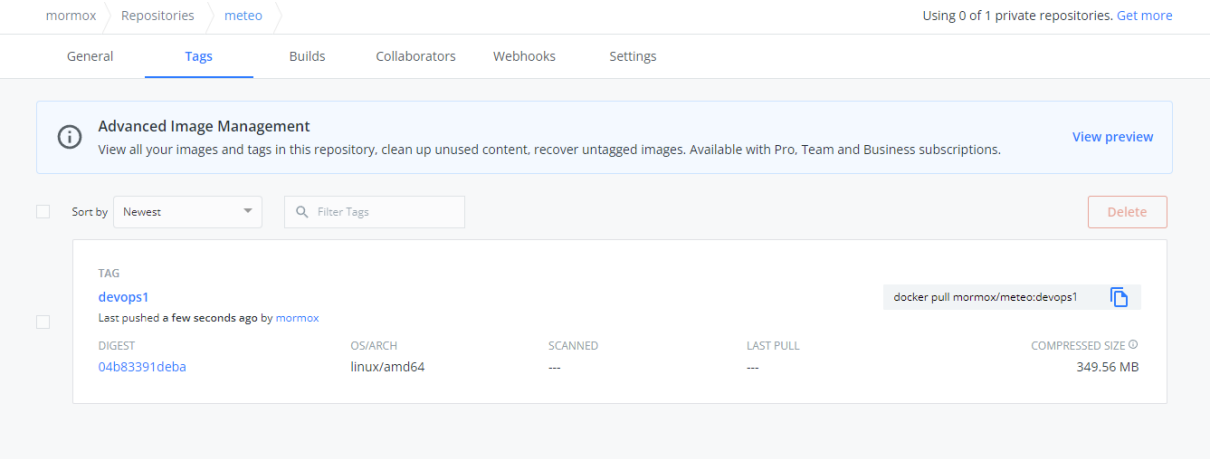 mormox Repositories meteo Using 0 of 1 private repositories. Get more
General Tags Builds Collaborators Webhooks Settings
Advanced Image Management
View all your images and tags in this repository, clean up unused content, recover untagged images. Available with Pro, Team and Business subscriptions.
View preview
Sort by Newest Filter Tags Delete
TAG
devops1
docker pull mormox/meteo:devops1
Last pushed a few seconds ago by mormox
DIGEST OS/ARCH SCANNED LAST PULL COMPRESSED SIZE
04b83391deba linux/amd64 --- --- 349.56 MB